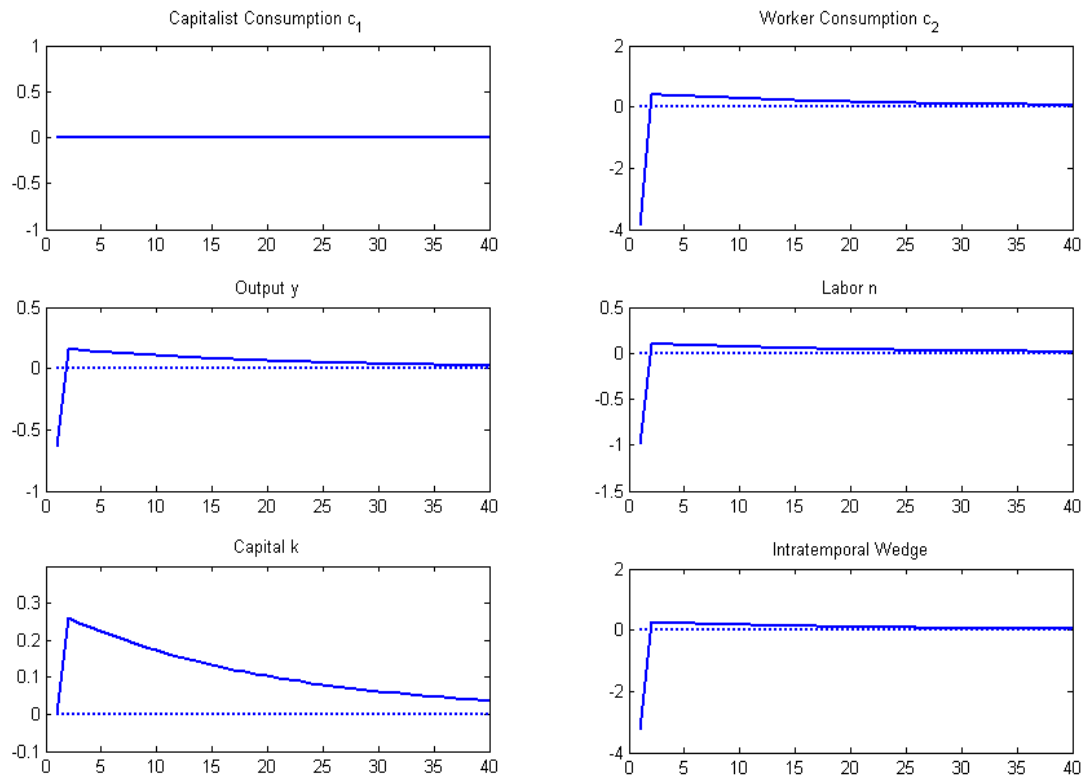 Capitalist Consumption c1
1
0.5
0
-0.5
-1
0 5 10 15 20 25 30 35 40
Worker Consumption c2
2
0
-2
-4
0 5 10 15 20 25 30 35 40
Output y
0.5
0
-0.5
-1
0 5 10 15 20 25 30 35 40
Labor n
0.5
0
-0.5
-1
-1.5
0 5 10 15 20 25 30 35 40
Capital k
0.3
0.2
0.1
0
-0.1
0 5 10 15 20 25 30 35 40
Intratemporal Wedge
2
0
-2
-4
0 5 10 15 20 25 30 35 40